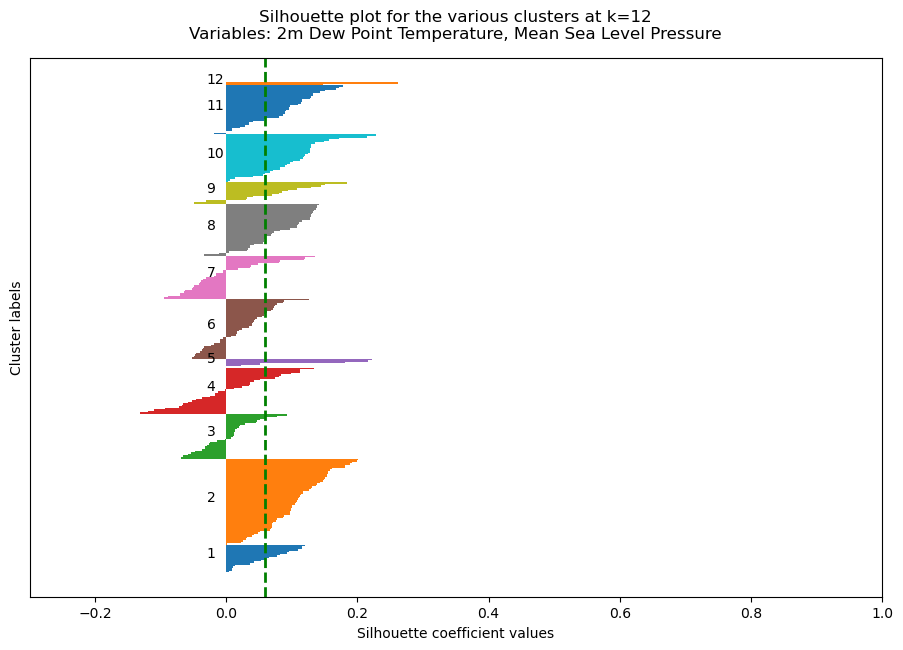 Silhouette plot for the various clusters at k=12
Variables: 2m Dew Point Temperature, Mean Sea Level Pressure
12
11
10
9
8
7
6
5
4
3
2
1
Cluster labels
−0.2 0.0 0.2 0.4 0.6 0.8 1.0
Silhouette coefficient values